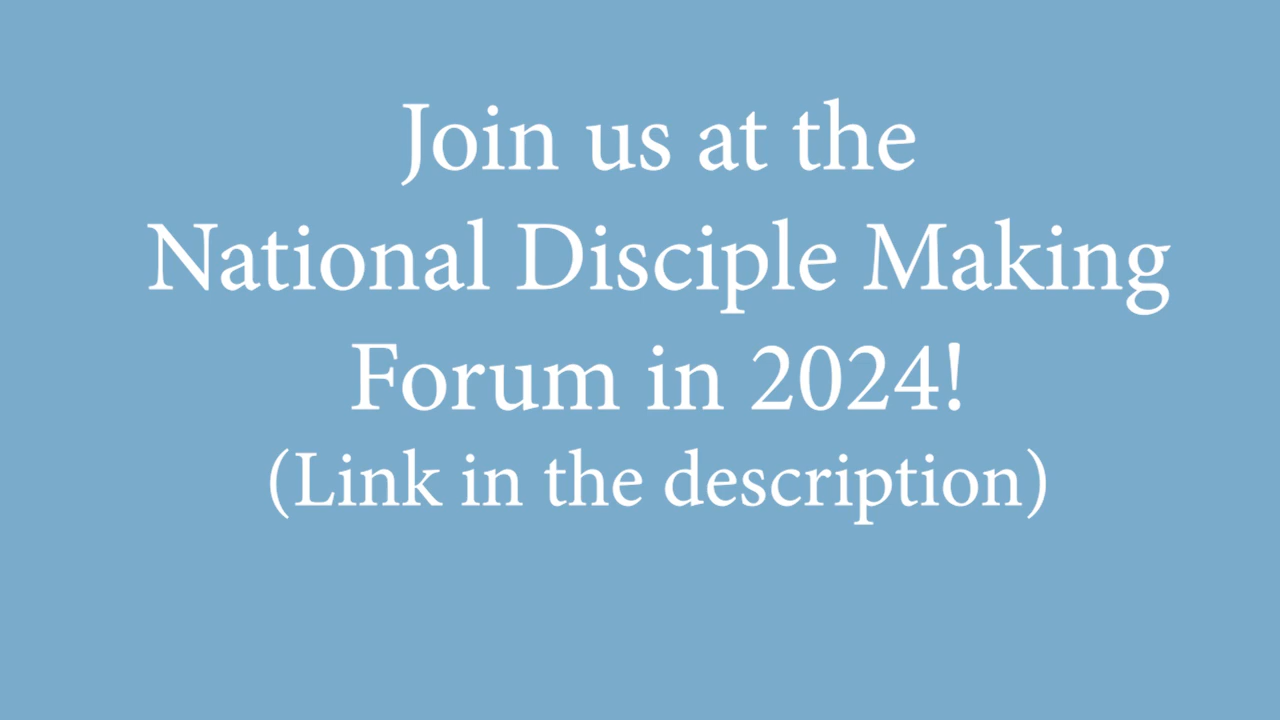 Join us at the
National Disciple Making
Forum in 2024!
(Link in the description)